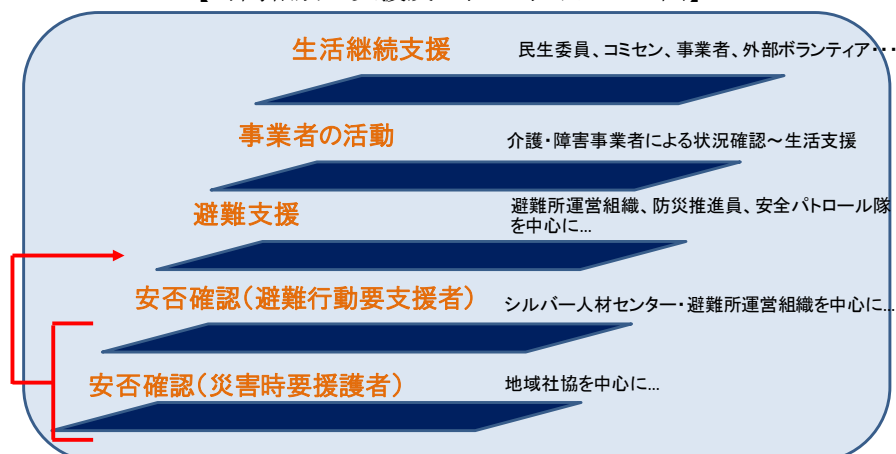 生活継続支援
民生委員、コミセン、事業者、外部ボランティア・・・
事業者の活動
介護・障害事業者による状況確認～生活支援
避難支援
避難所運営組織、防災推進員、安全パトロール隊
を中心に...
安否確認（避難行動要支援者）
シルバー人材センター・避難所運営組織を中心に...
安否確認（災害時要援護者）
地域社協を中心に...